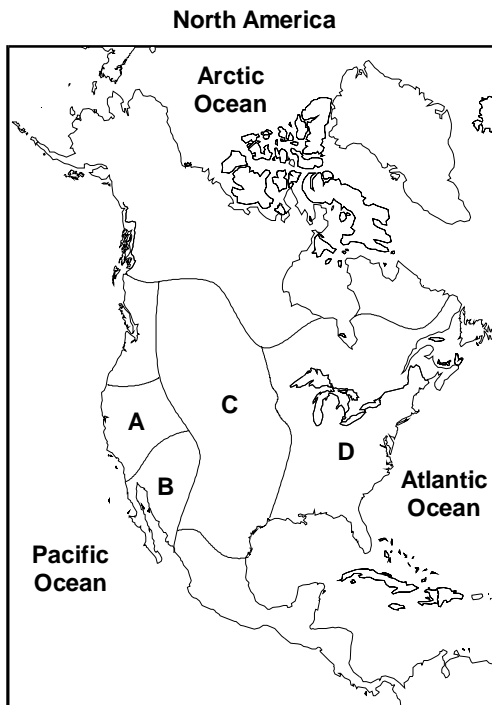 North America
Arctic
Ocean
A
C
B
D
Atlantic
Ocean
Pacific
Ocean